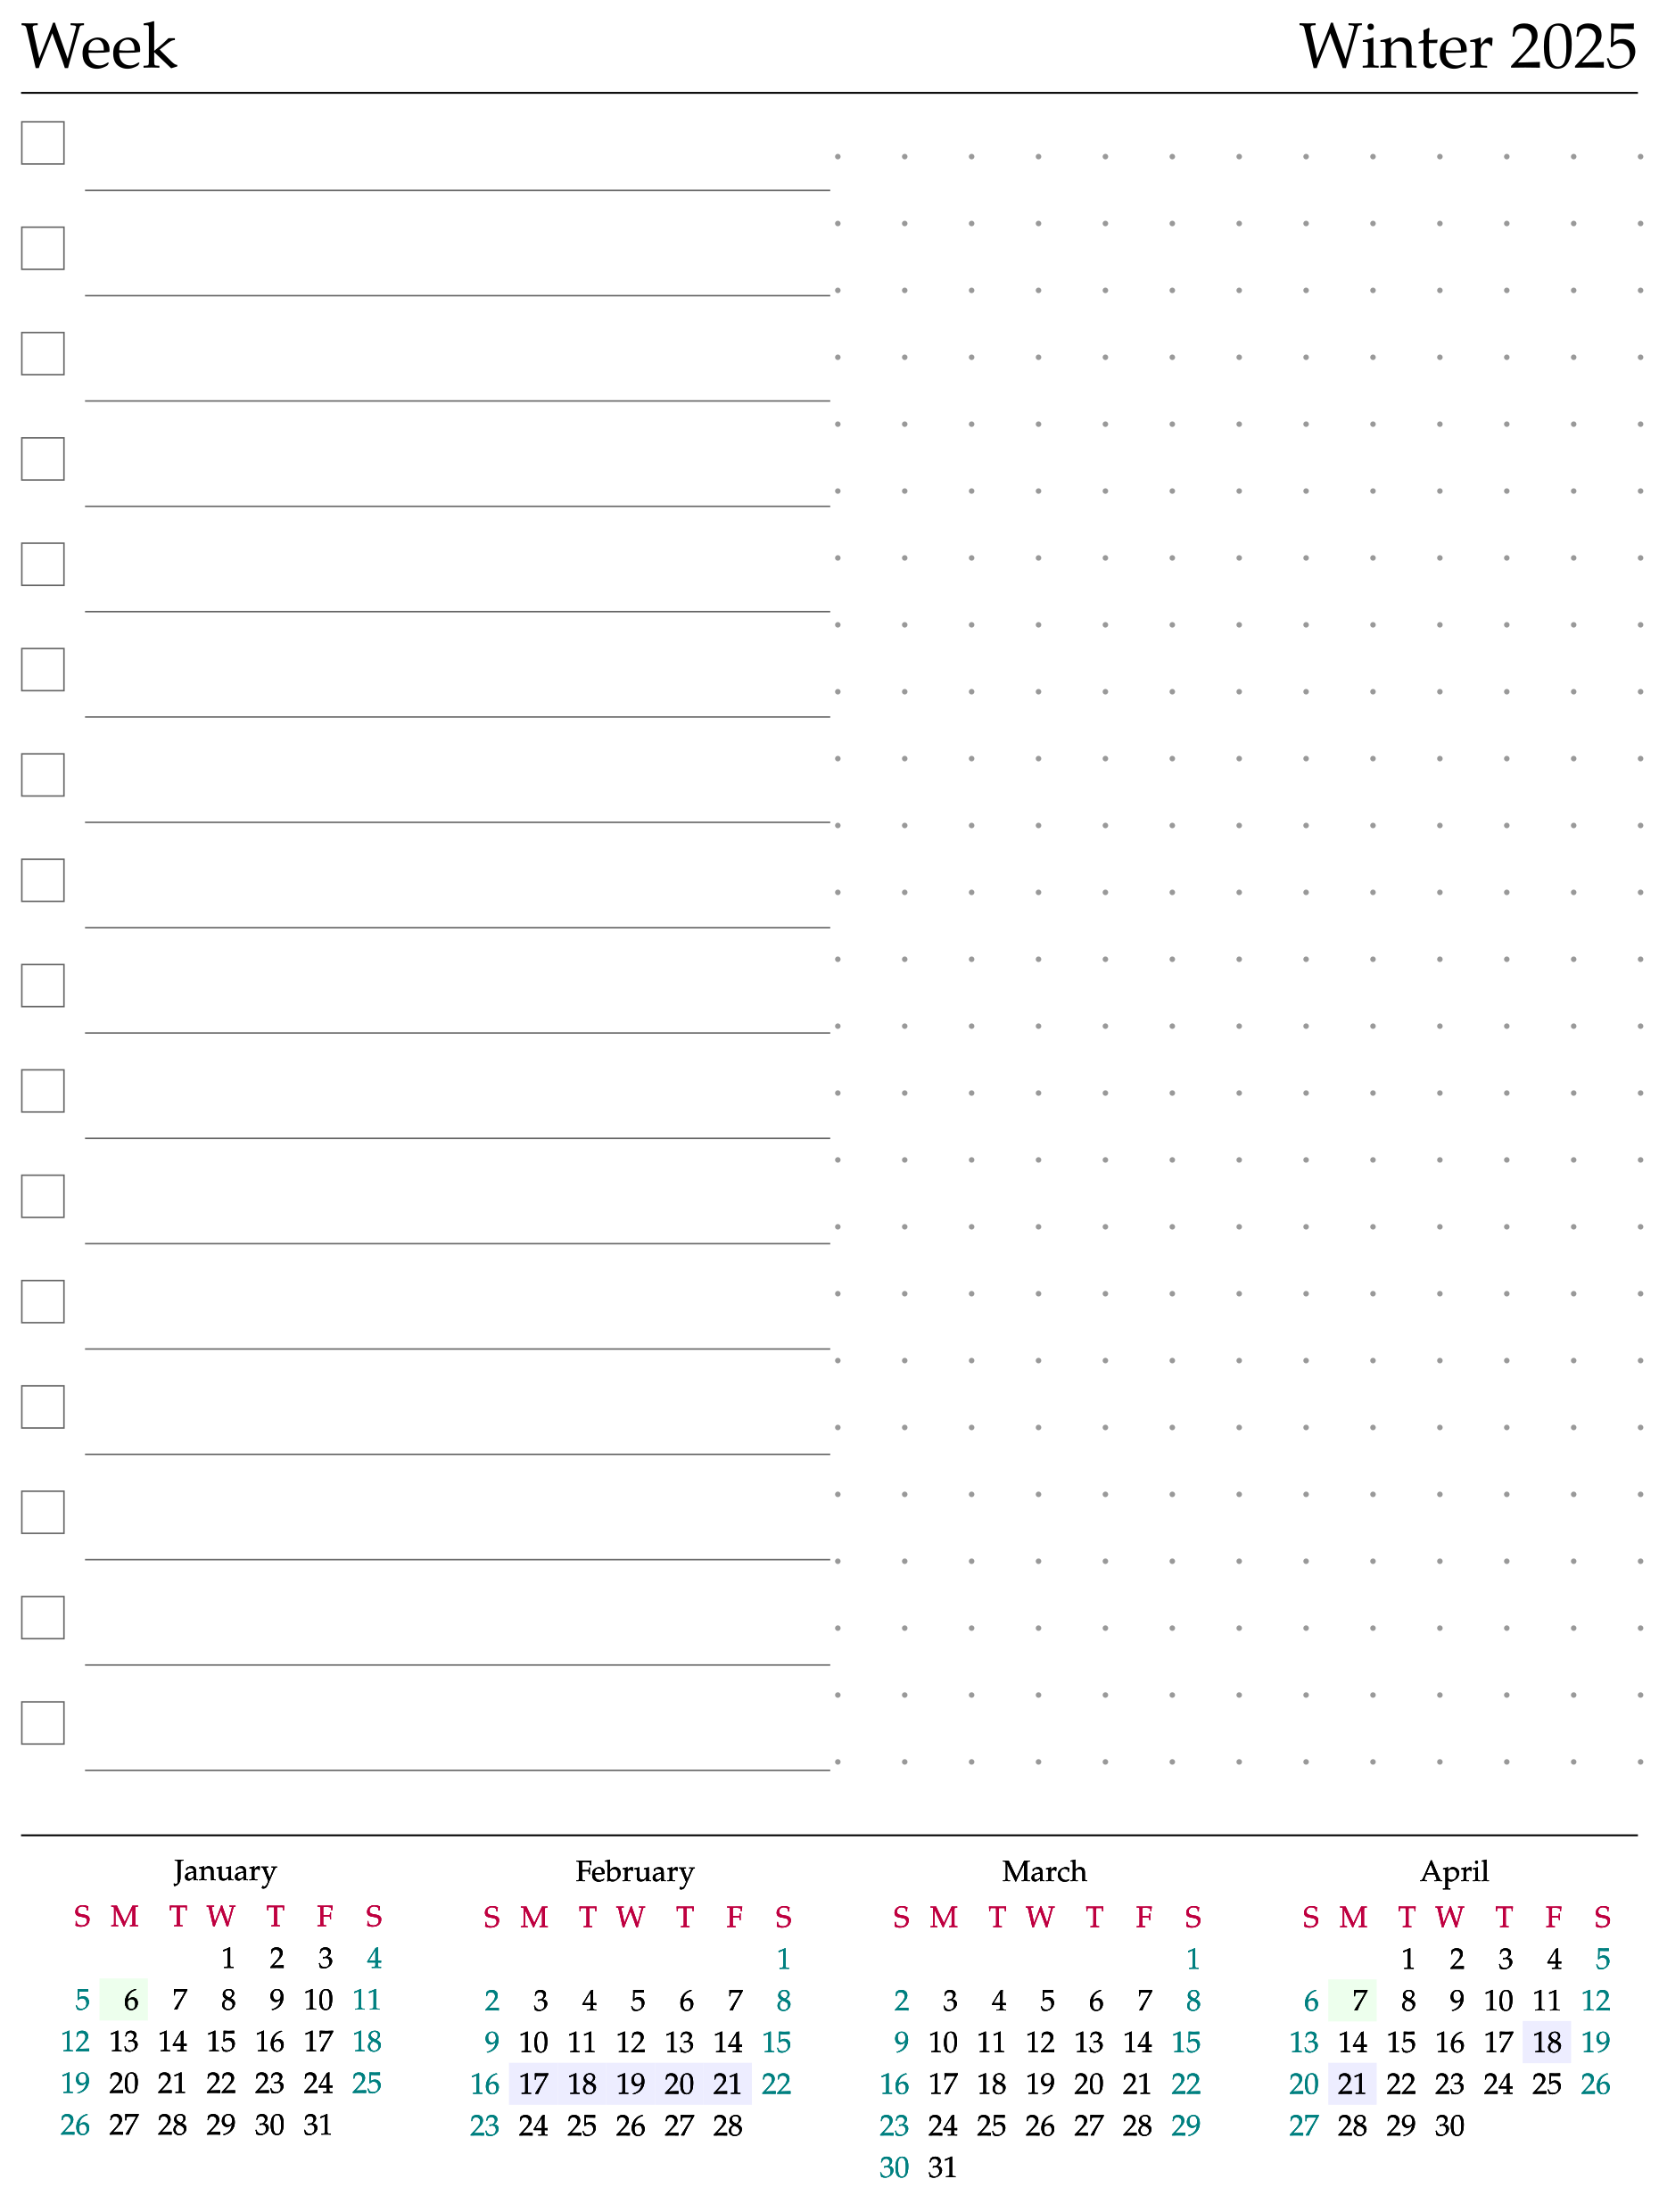 Week Winter 2025
January February March April
S M T W T F S S M T W T F S S M T W T F S S M T W T F S
1 2 3 4 1 1 1 2 3 4 5
5 6 7 8 9 10 11 2 3 4 5 6 7 8 2 3 4 5 6 7 8 6 7 8 9 10 11 12
12 13 14 15 16 17 18 9 10 11 12 13 14 15 9 10 11 12 13 14 15 13 14 15 16 17 18 19
19 20 21 22 23 24 25 16 17 18 19 20 21 22 16 17 18 19 20 21 22 20 21 22 23 24 25 26
26 27 28 29 30 31 23 24 25 26 27 28 23 24 25 26 27 28 29 27 28 29 30
30 31